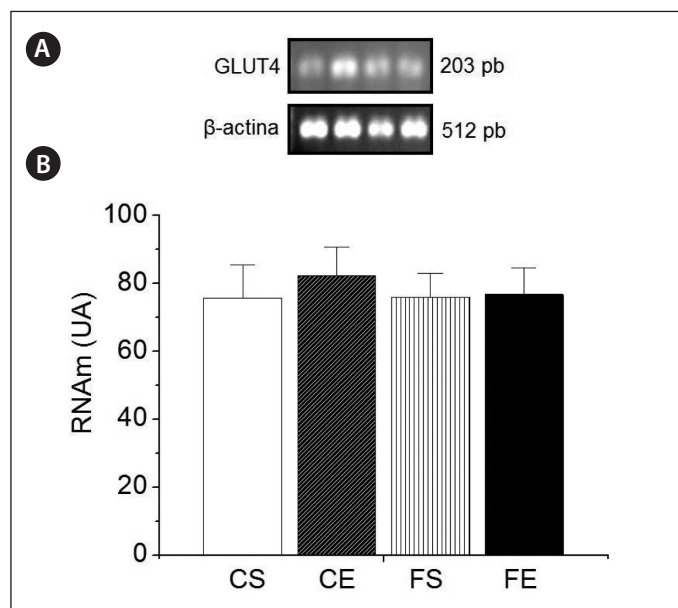 A
GLUT4 203 pb
β-actina 512 pb
B
100
80
60
40
20
0
RNAm (UA)
CS CE FS FE